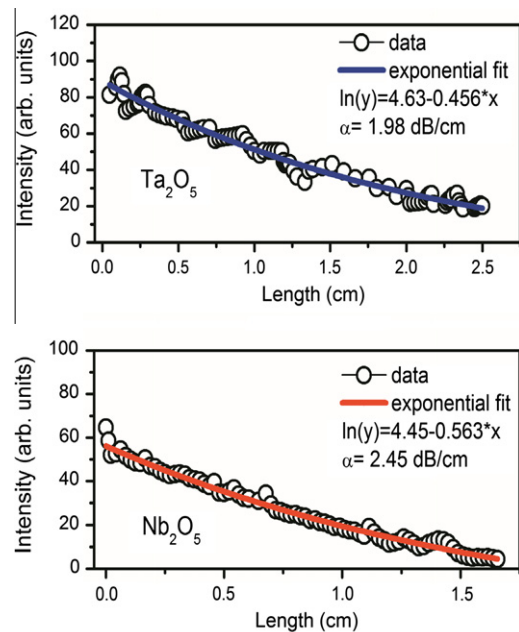 120
100
80
60
40
20
0
Intensity (arb. units)
data
exponential fit
ln(y)=4.63-0.456*x
α= 1.98 dB/cm
Ta₂O₅
0.0 0.5 1.0 1.5 2.0 2.5
Length (cm)
100
80
60
40
20
0
Intensity (arb. units)
data
exponential fit
ln(y)=4.45-0.563*x
α= 2.45 dB/cm
Nb₂O₅
0.0 0.5 1.0 1.5
Length (cm)